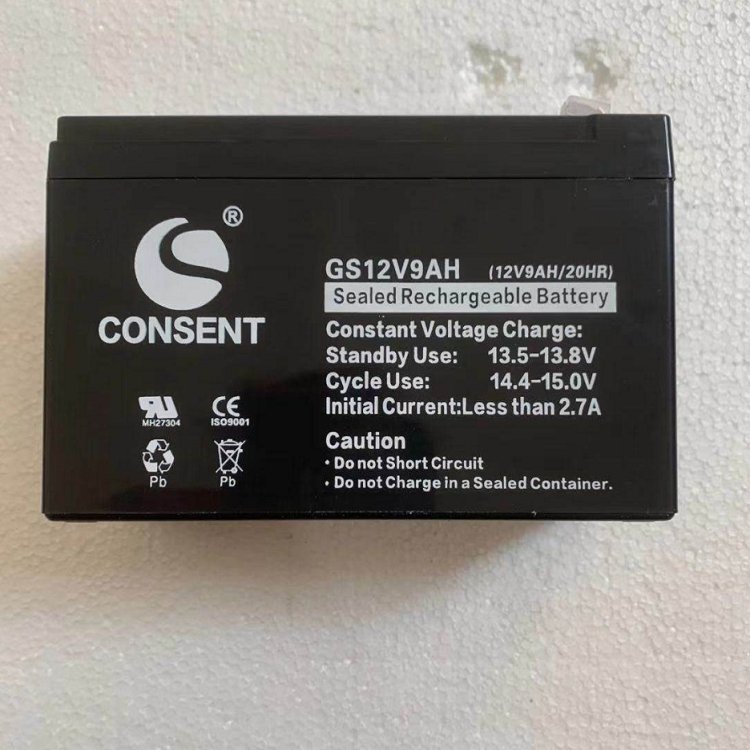 ®
CONSENT
GS12V9AH (12V9AH/20HR)
Sealed Rechargeable Battery
Constant Voltage Charge:
Standby Use: 13.5-13.8V
Cycle Use: 14.4-15.0V
Initial Current:Less than 2.7A
MH27304
CE
ISO9001
Pb
Pb
Caution
• Do not Short Circuit
• Do not Charge in a Sealed Container.